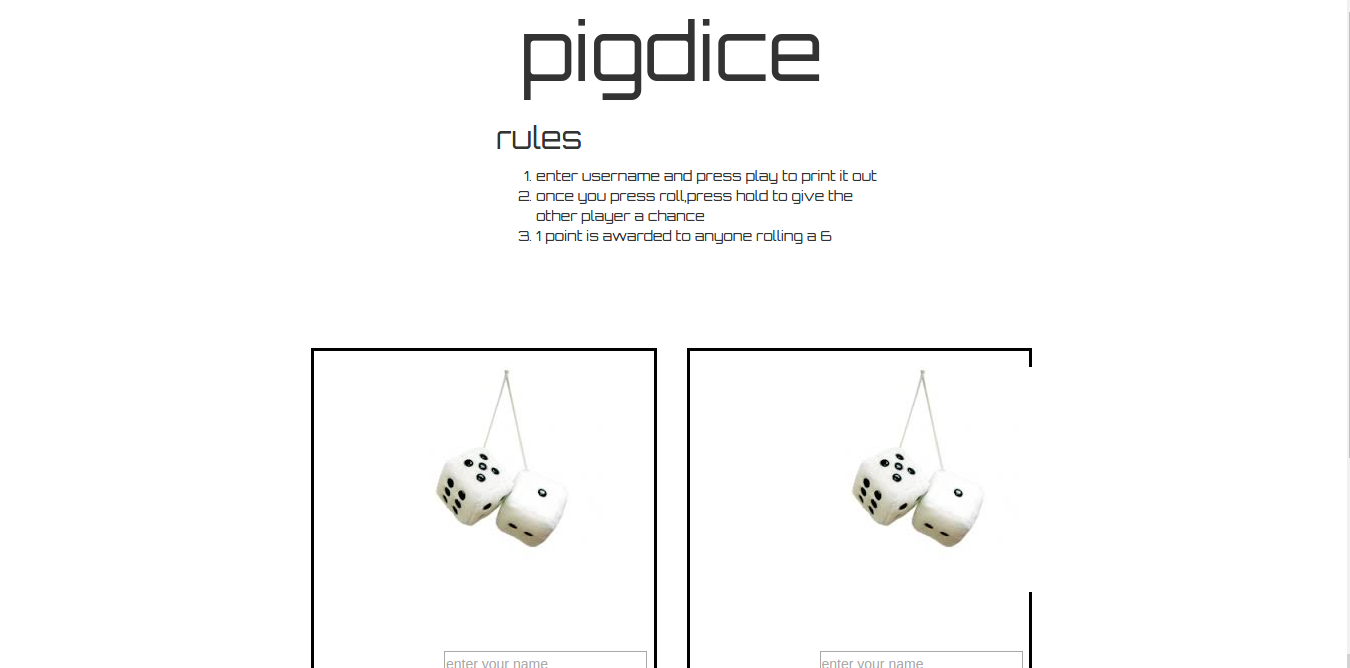 pigdice
rules
1. enter username and press play to print it out
2. once you press roll,press hold to give the
other player a chance
3. 1 point is awarded to anyone rolling a 6
enter your name
enter your name